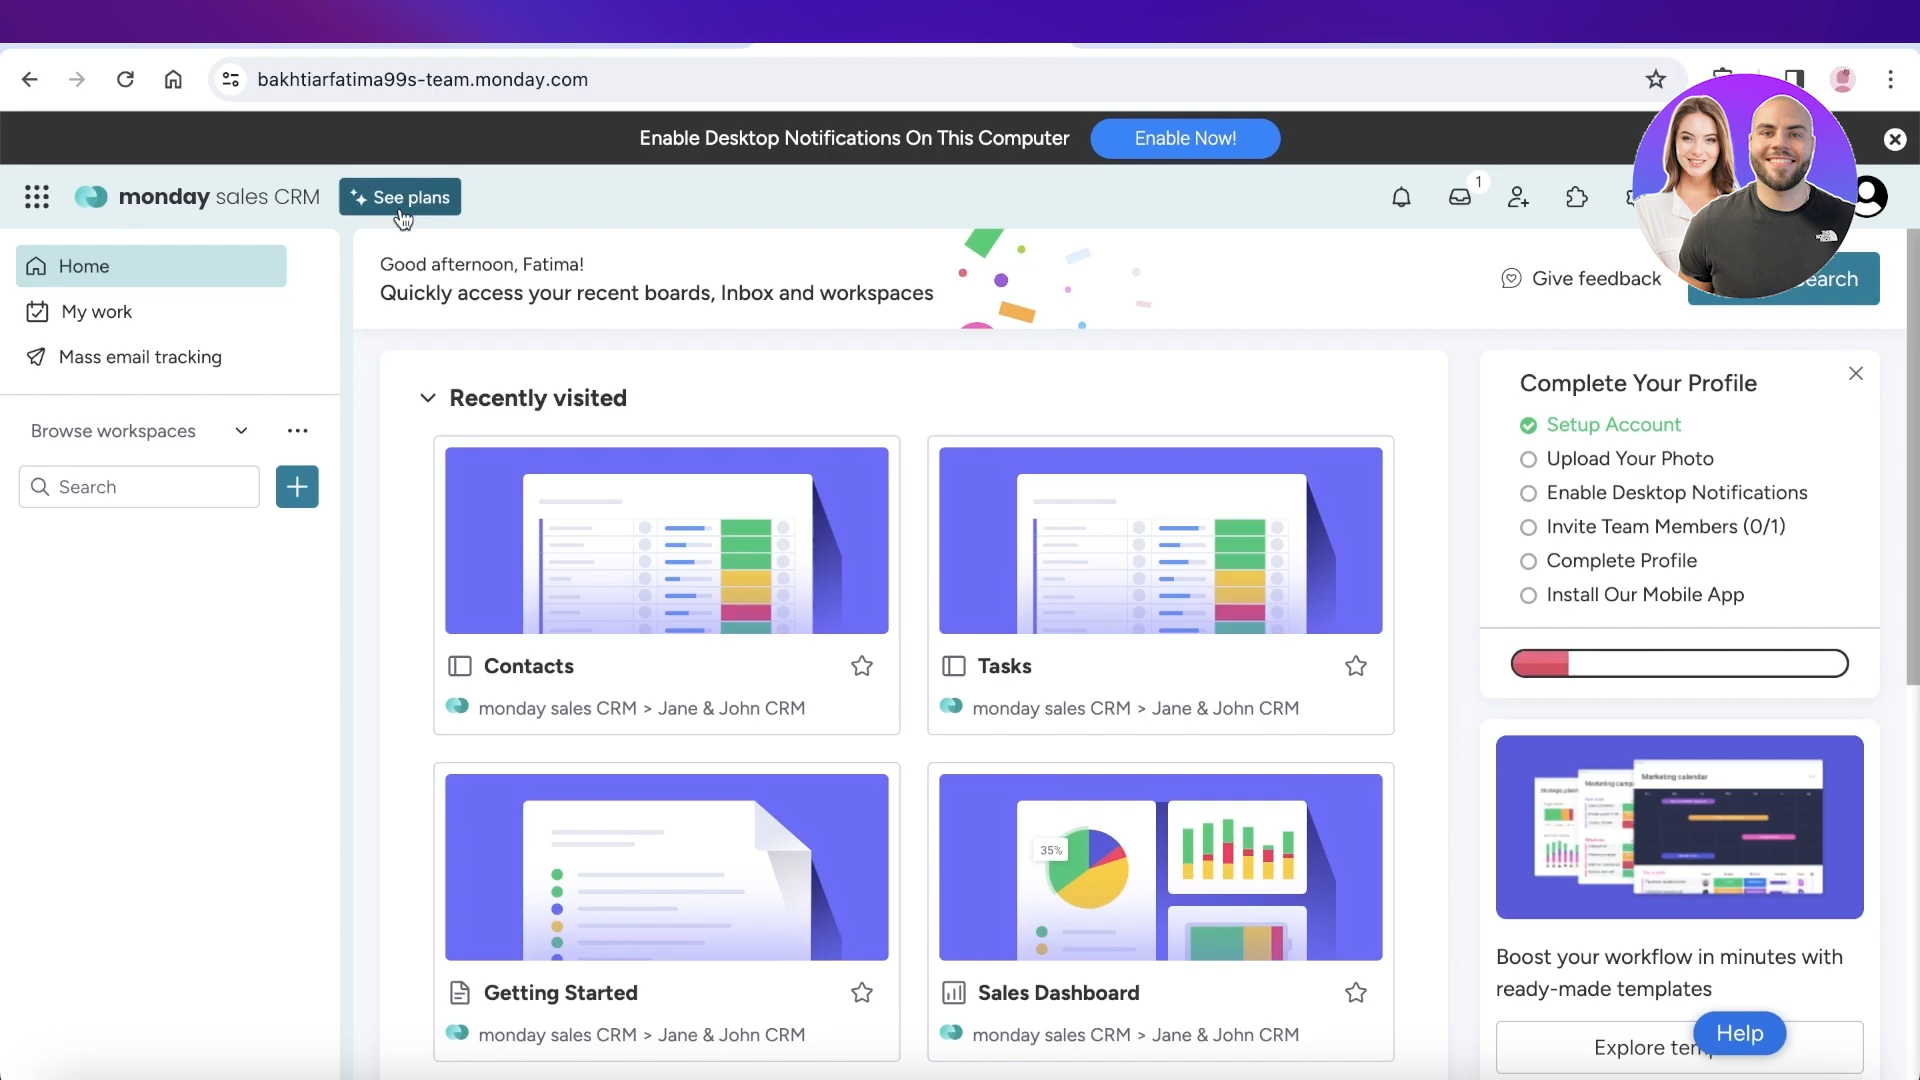 bakhtiarfatima99s-team.monday.com
Enable Desktop Notifications On This Computer
Enable Now!
monday sales CRM
See plans
1
Home
My work
Mass email tracking
Browse workspaces
Search
Good afternoon, Fatima!
Quickly access your recent boards, Inbox and workspaces
Give feedback
earch
Recently visited
Contacts
monday sales CRM > Jane & John CRM
Tasks
monday sales CRM > Jane & John CRM
Getting Started
monday sales CRM > Jane & John CRM
35%
Sales Dashboard
monday sales CRM > Jane & John CRM
Complete Your Profile
Setup Account
Upload Your Photo
Enable Desktop Notifications
Invite Team Members (0/1)
Complete Profile
Install Our Mobile App
Marketing calendar
Boost your workflow in minutes with
ready-made templates
Explore tem
Help